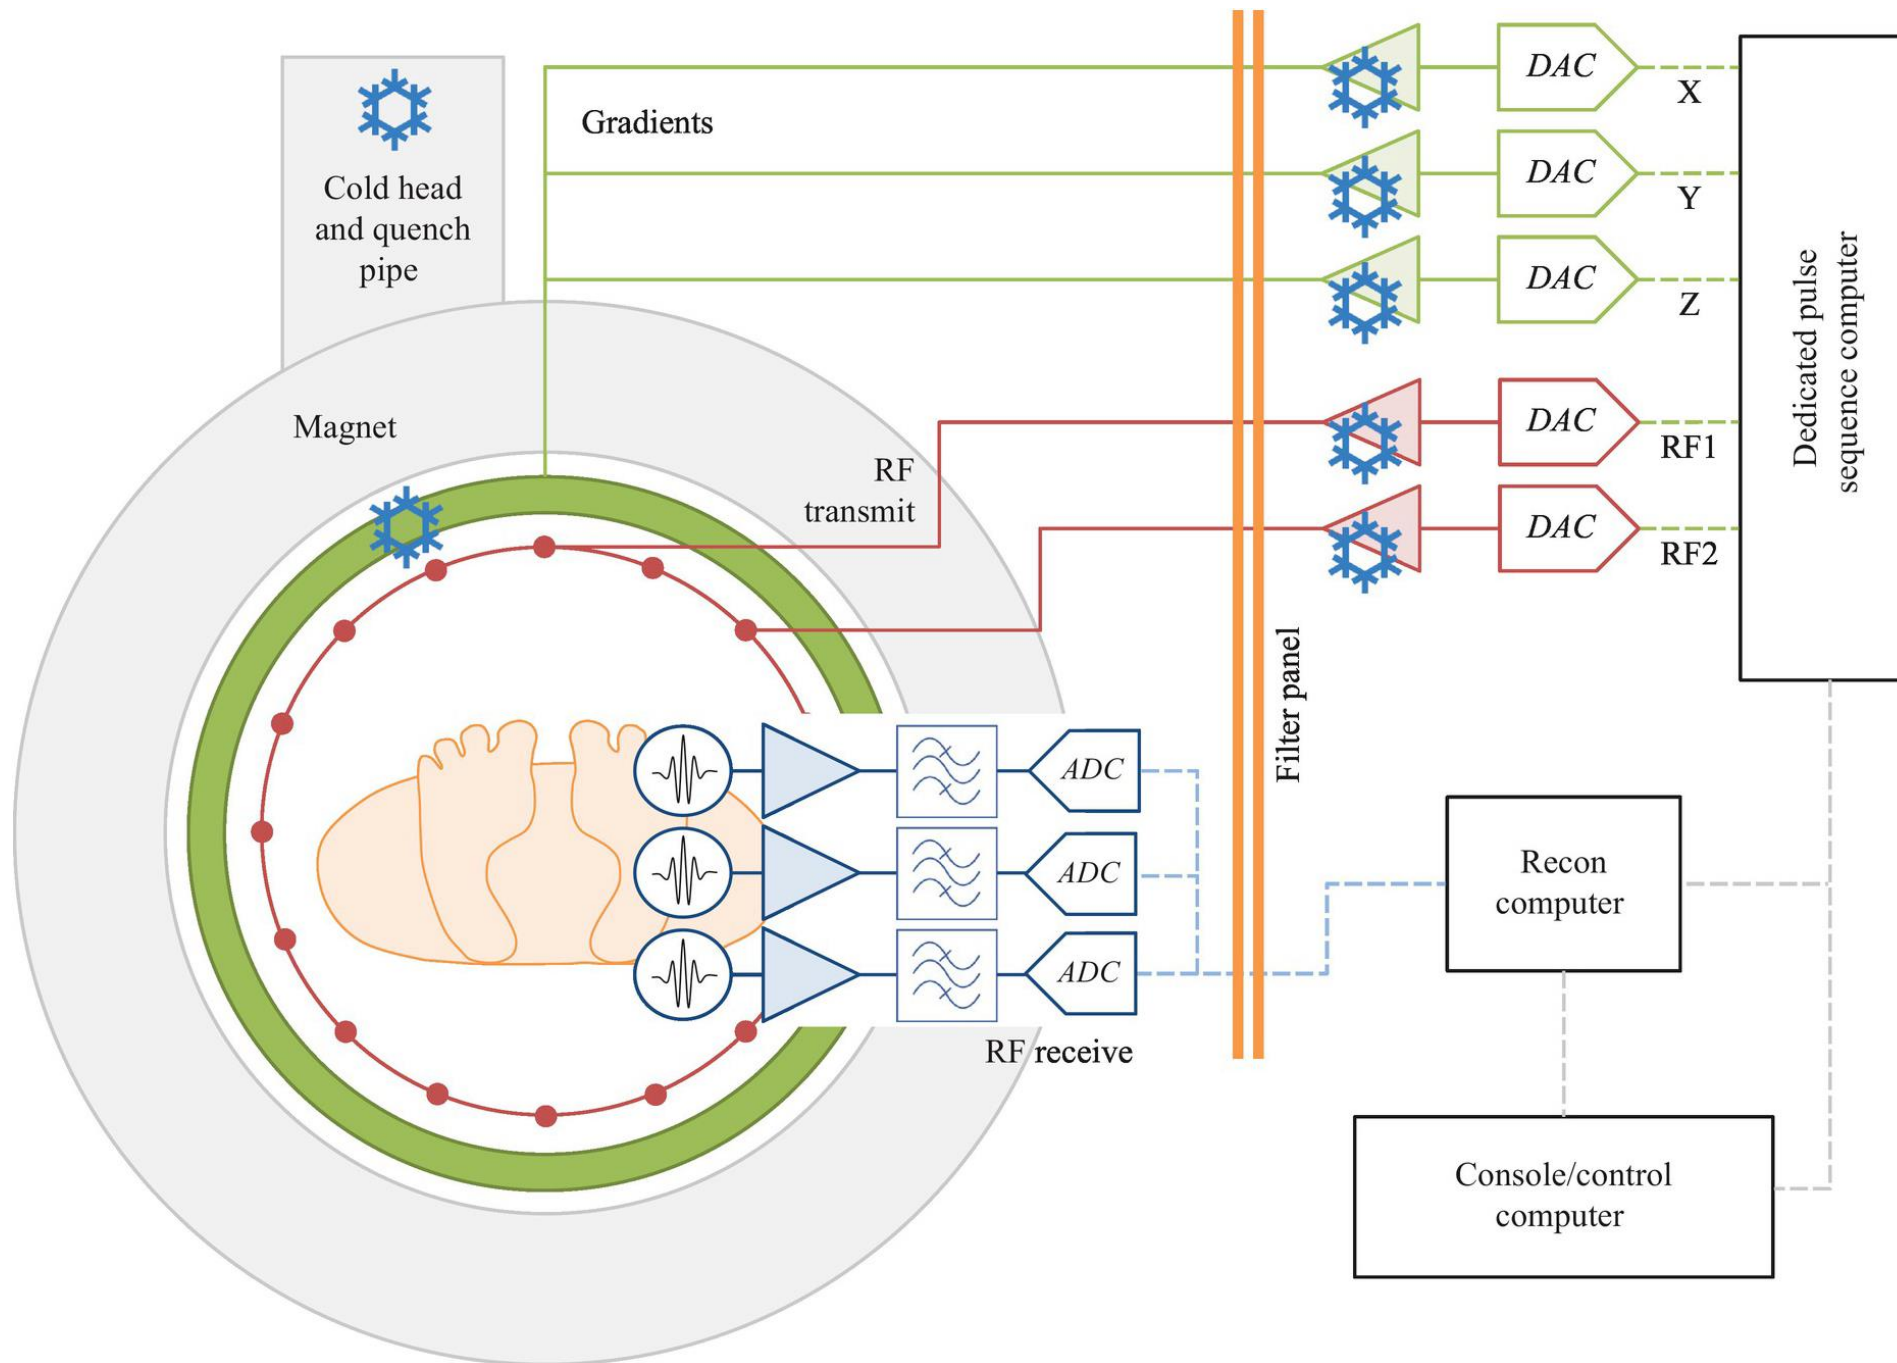 Cold head
and quench
pipe
Gradients
Magnet
RF
transmit
DAC
X
DAC
Y
DAC
Z
DAC
RF1
DAC
RF2
Dedicated pulse
sequence computer
Filter panel
ADC
ADC
ADC
RF receive
Recon
computer
Console/control
computer